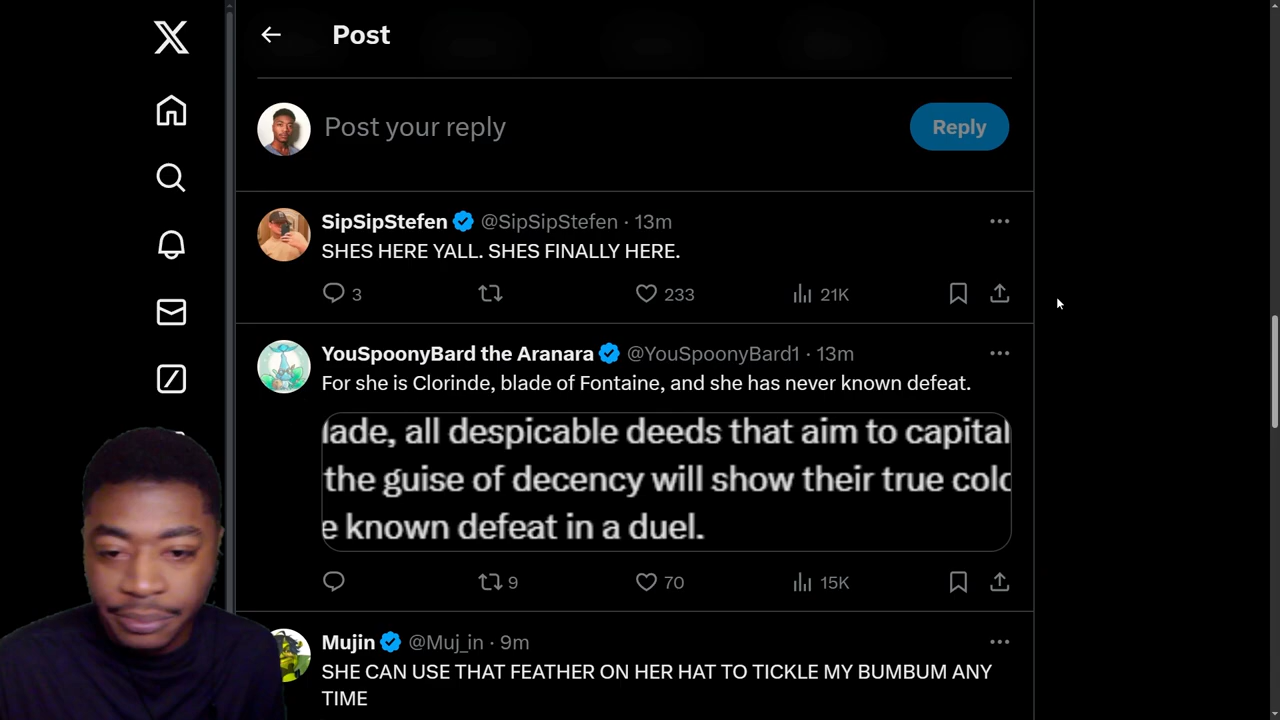 Post
Post your reply
Reply
SipSipStefen @SipSipStefen · 13m
SHES HERE YALL. SHES FINALLY HERE.
3 233 21K
YouSpoonyBard the Aranara @YouSpoonyBard1 · 13m
For she is Clorinde, blade of Fontaine, and she has never known defeat.
lade, all despicable deeds that aim to capital
the guise of decency will show their true colo
e known defeat in a duel.
9 70 15K
Mujin @Muj_in · 9m
SHE CAN USE THAT FEATHER ON HER HAT TO TICKLE MY BUMBUM ANY
TIME